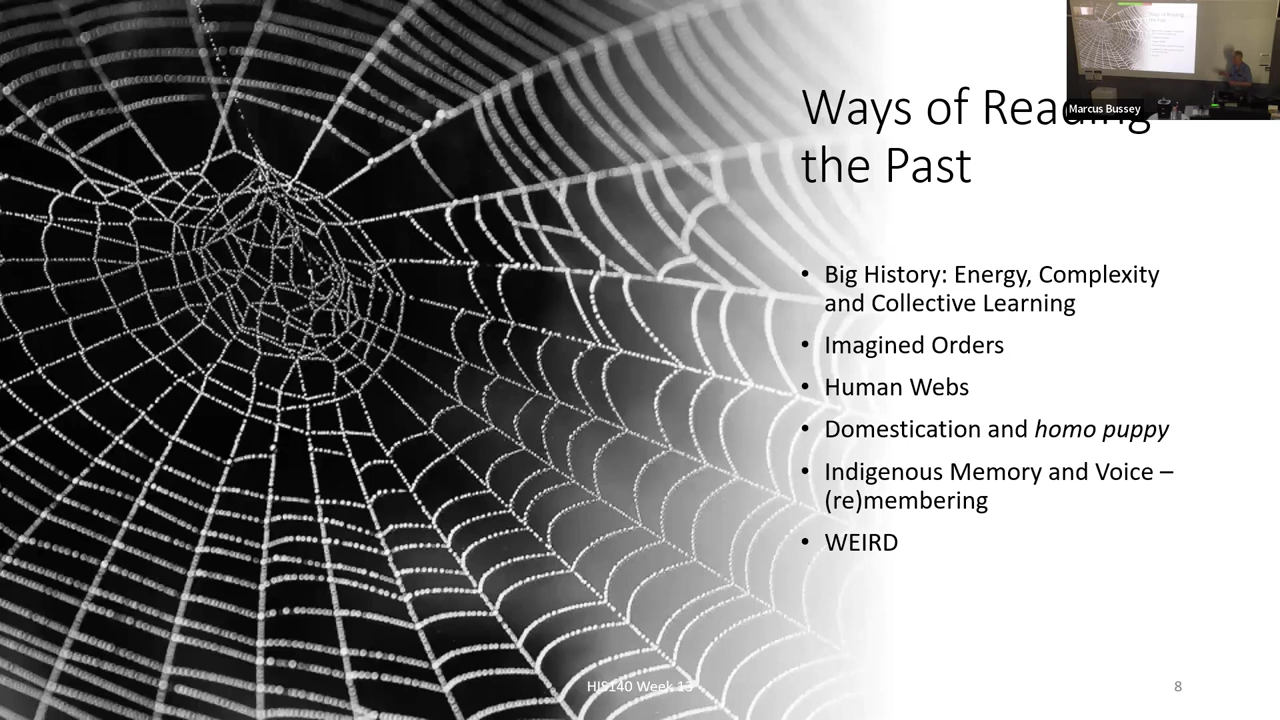 Ways of Reading
the Past
Marcus Bussey
• Big History: Energy, Complexity
and Collective Learning
• Imagined Orders
• Human Webs
• Domestication and homo puppy
• Indigenous Memory and Voice –
(re)membering
• WEIRD
HIS140 Week 13
8